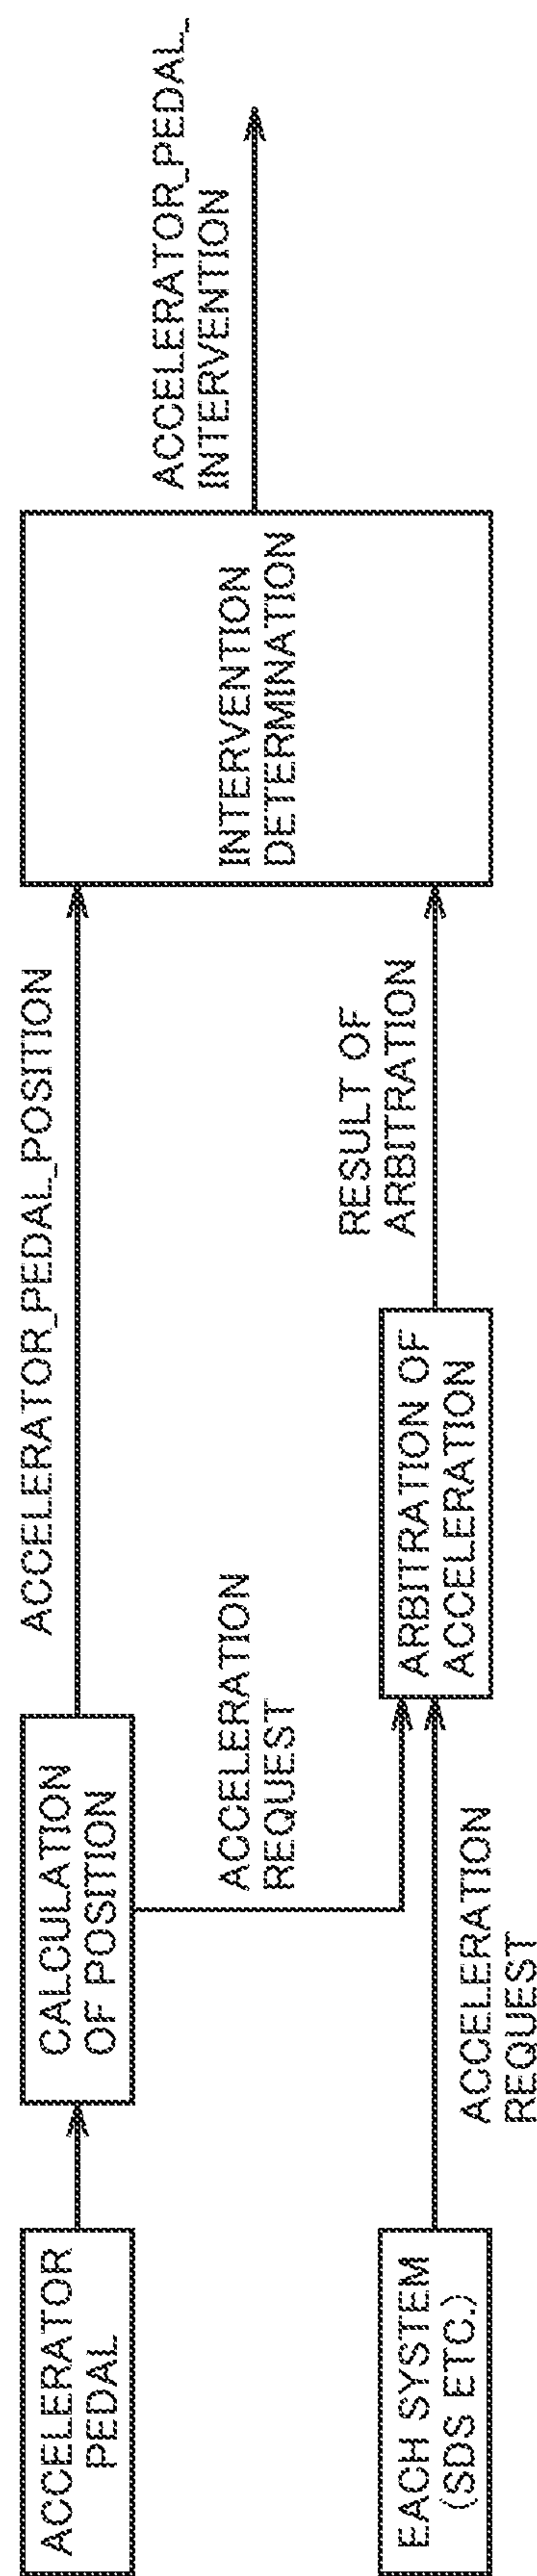 ACCELERATOR
PEDAL
CALCULATION
OF POSITION
ACCELERATOR_PEDAL_POSITION
ACCELERATION
REQUEST
EACH SYSTEM
(SDS ETC.)
ACCELERATION
REQUEST
ARBITRATION OF
ACCELERATION
RESULT OF
ARBITRATION
INTERVENTION
DETERMINATION
ACCELERATOR_PEDAL_
INTERVENTION